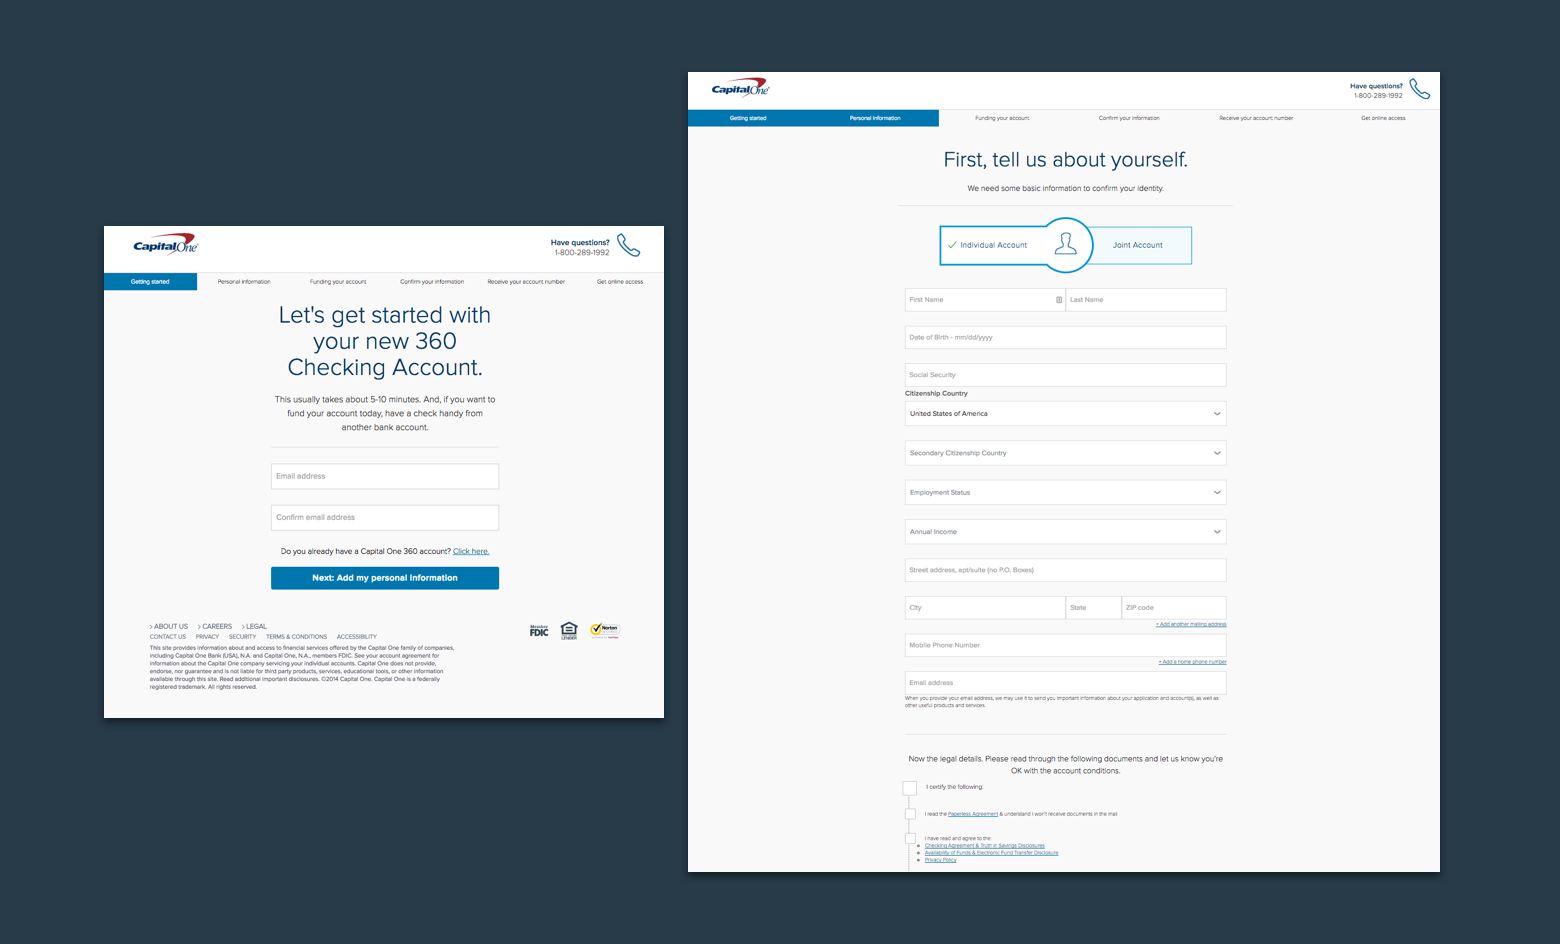 CapitalOne
Have questions?
1-800-289-1992
Getting started
Personal Information
Funding your account
Confirm your information
Receive your account number
Get online access
Let's get started with
your new 360
Checking Account.
This usually takes about 5-10 minutes. And, if you want to
fund your account today, have a check handy from
another bank account.
Email address
Confirm email address
Do you already have a Capital One 360 account? Click here.
Next: Add my personal information
> ABOUT US > CAREERS > LEGAL
CONTACT US PRIVACY SECURITY TERMS & CONDITIONS ACCESSIBILITY
This site provides information about and access to financial services offered by the Capital One family of companies,
including Capital One Bank (USA), N.A. and Capital One, N.A., members FDIC. See your account agreement for
information about the Capital One company servicing your individual accounts. Capital One does not provide,
endorse, nor guarantee and is not liable for third party products, services, educational tools, or other information
available through this site. Read additional important disclosures. ©2014 Capital One. Capital One is a federally
registered trademark. All rights reserved.
Member
FDIC
LENDER
Norton
CapitalOne
Have questions?
1-800-289-1992
Getting started
Personal Information
Funding your account
Confirm your information
Receive your account number
Get online access
First, tell us about yourself.
We need some basic information to confirm your identity.
Individual Account
Joint Account
First Name
Last Name
Date of Birth - mm/dd/yyyy
Social Security
Citizenship Country
United States of America
Secondary Citizenship Country
Employment Status
Annual Income
Street address, apt/suite (no P.O. Boxes)
City
State
ZIP code
+ Add another mailing address
Mobile Phone Number
+ Add a home phone number
Email address
When you provide your email address, we may use it to send you important information about your application and account(s), as well as
other useful products and services.
Now the legal details. Please read through the following documents and let us know you're
OK with the account conditions.
I certify the following:
I read the Paperless Agreement & understand I won't receive documents in the mail
I have read and agree to the:
Checking Agreement & Truth in Savings Disclosures
Availability of Funds & Electronic Fund Transfer Disclosure
Privacy Policy